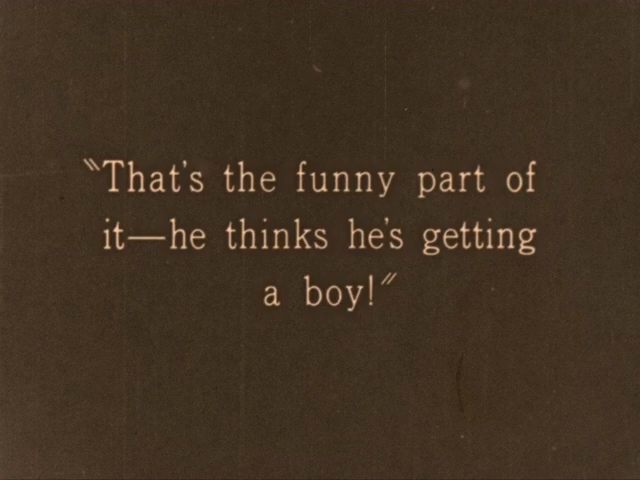 "That's the funny part of
it—he thinks he's getting
a boy!"